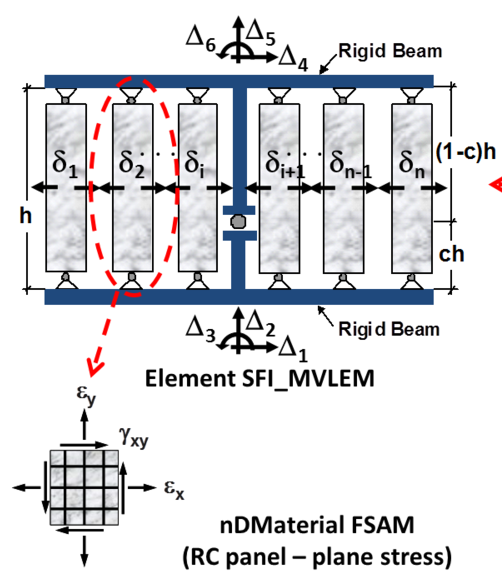 Δ6 Δ5 Δ4
Rigid Beam
δ1 δ2 . . . δi δi+1 . . . δn-1 δn
h
(1-c)h
ch
Rigid Beam
Δ3 Δ2 Δ1
Element SFI_MVLEM
εy
γxy
εx
nDMaterial FSAM
(RC panel – plane stress)